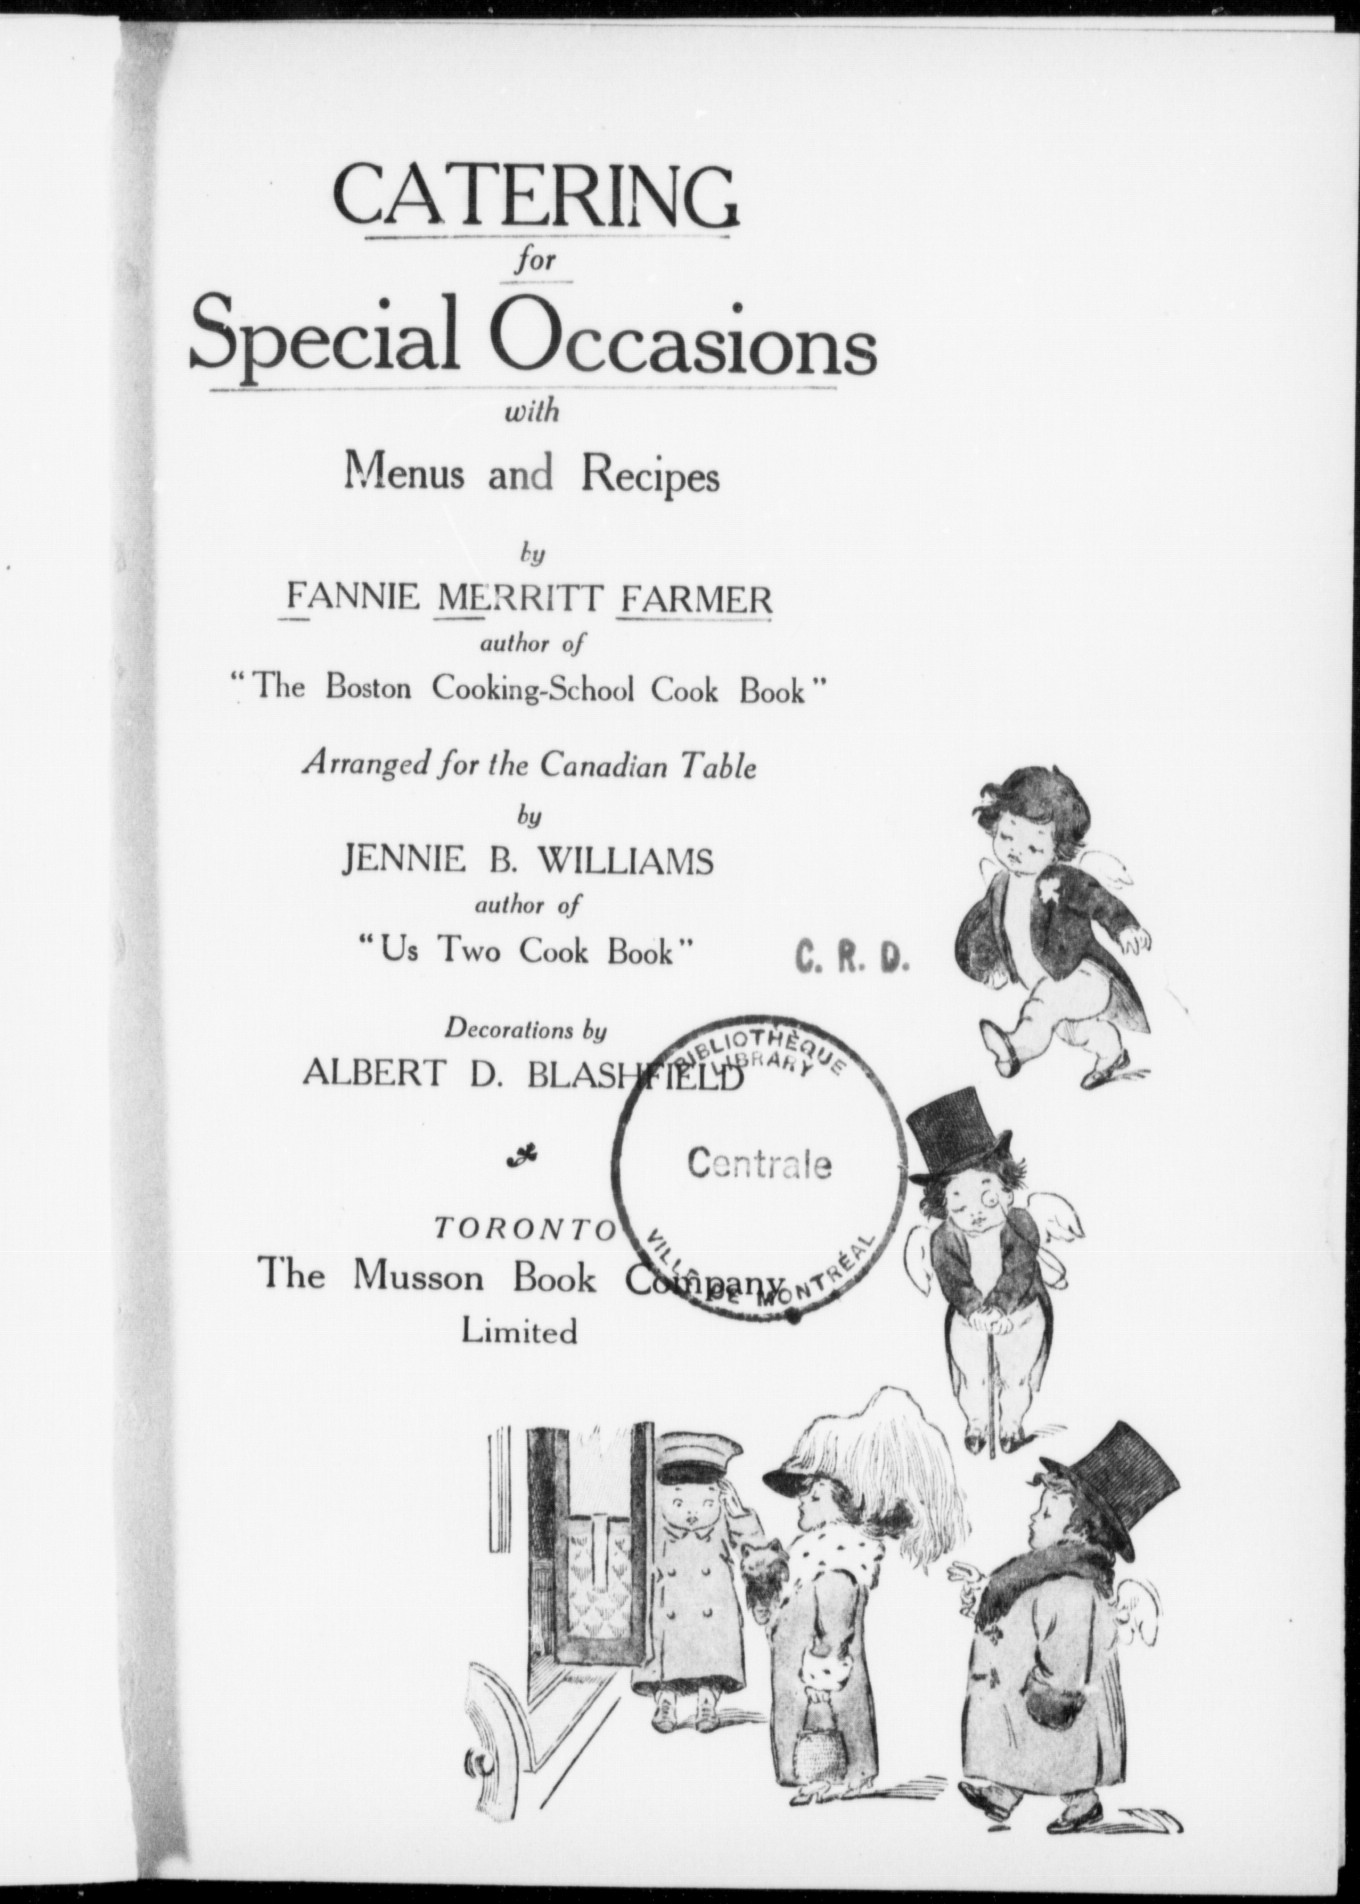 CATERING
for
Special Occasions
with
Menus and Recipes
by
FANNIE MERRITT FARMER
author of
"The Boston Cooking-School Cook Book"
Arranged for the Canadian Table
by
JENNIE B. WILLIAMS
author of
"Us Two Cook Book"
C. R. D.
Decorations by
ALBERT D. BLASHFIELD
BIBLIOTHÈQUE
LIBRARY
Centrale
VILLE DE MONTRÉAL
TORONTO
The Musson Book Company
Limited